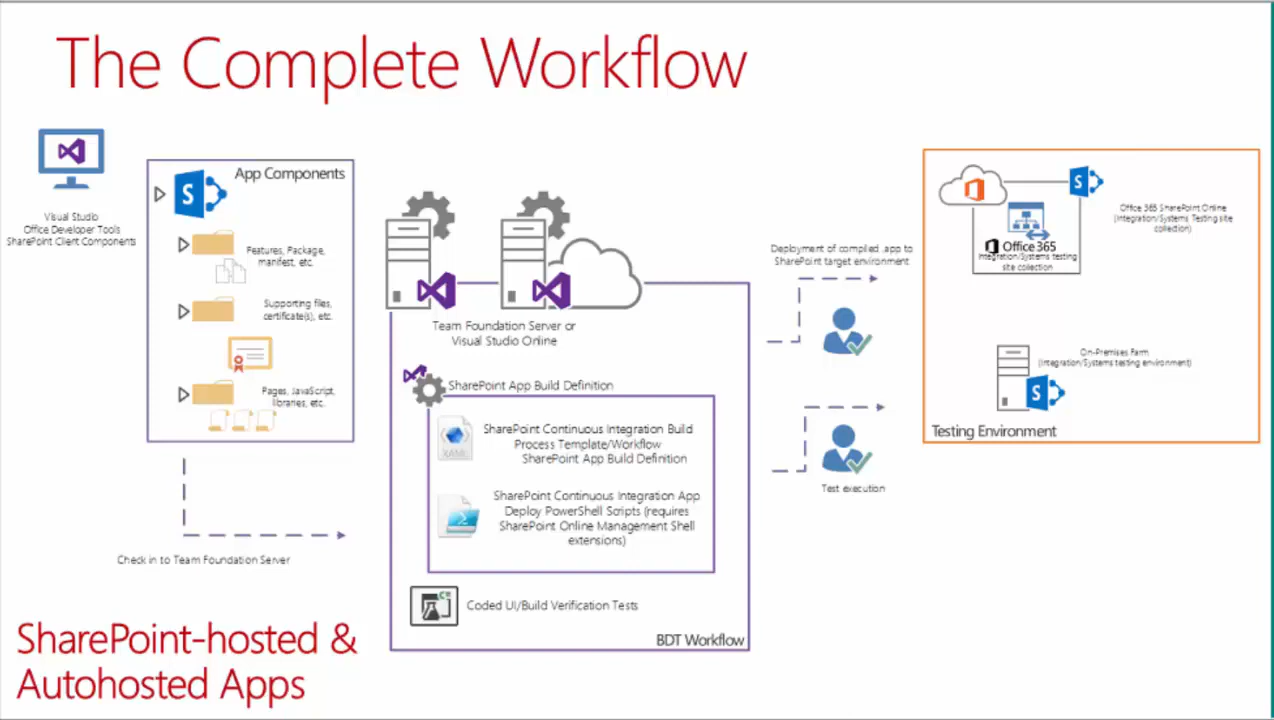 The Complete Workflow
Visual Studio
Office Developer Tools
SharePoint Client Components
App Components
S
Features, Package,
manifest, etc.
Supporting files,
certificate(s), etc.
Pages, JavaScript,
libraries, etc.
Check in to Team Foundation Server
SharePoint-hosted &
Autohosted Apps
Team Foundation Server or
Visual Studio Online
SharePoint App Build Definition
XAML
SharePoint Continuous Integration Build
Process Template/Workflow
SharePoint App Build Definition
SharePoint Continuous Integration App
Deploy PowerShell Scripts (requires
SharePoint Online Management Shell
extensions)
Coded UI/Build Verification Tests
BDT Workflow
Deployment of compiled .app to
SharePoint target environment
Test execution
S
Office 365
Integration/Systems testing
site collection
Office 365 SharePoint Online
(Integration/Systems Testing site
collection)
On-Premises Farm
(Integration/Systems testing environment)
S
Testing Environment